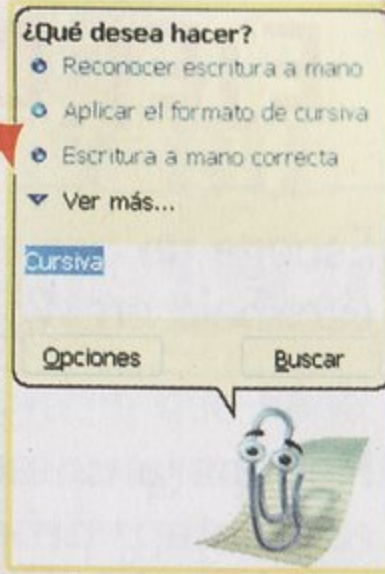 ¿Qué desea hacer?
Reconocer escritura a mano
Aplicar el formato de cursiva
Escritura a mano correcta
Ver más...
Cursiva
Opciones
Buscar